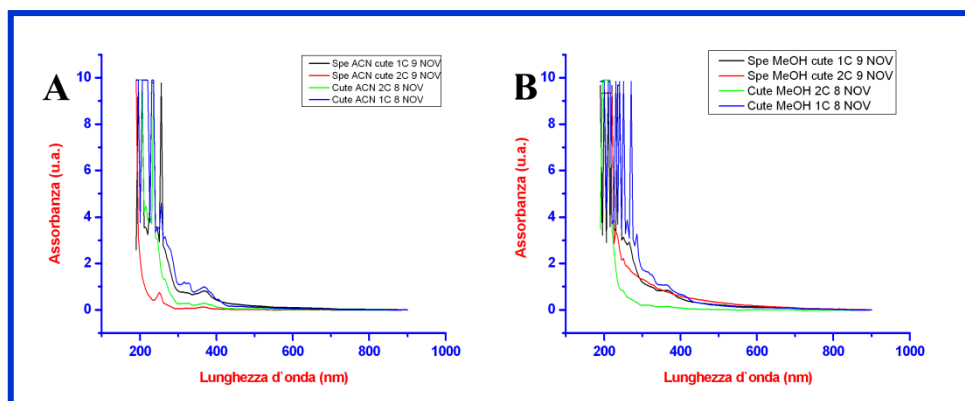 A
Spe ACN cute 1C 9 NOV
Spe ACN cute 2C 9 NOV
Cute ACN 2C 8 NOV
Cute ACN 1C 8 NOV
10
8
6
4
2
0
Assorbanza (u.a.)
200 400 600 800 1000
Lunghezza d`onda (nm)
B
Spe MeOH cute 1C 9 NOV
Spe MeOH cute 2C 9 NOV
Cute MeOH 2C 8 NOV
Cute MeOH 1C 8 NOV
10
8
6
4
2
0
Assorbanza (u.a.)
200 400 600 800 1000
Lunghezza d`onda (nm)